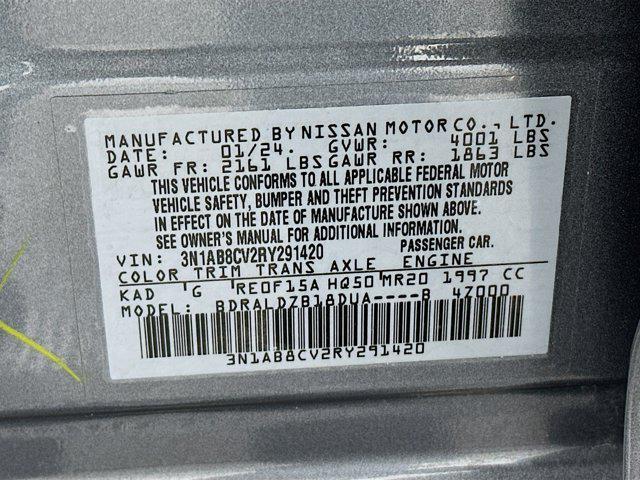 MANUFACTURED BY NISSAN MOTOR CO., LTD.
DATE: 01/24. GVWR: 4001 LBS
GAWR FR: 2161 LBS GAWR RR: 1863 LBS
THIS VEHICLE CONFORMS TO ALL APPLICABLE FEDERAL MOTOR
VEHICLE SAFETY, BUMPER AND THEFT PREVENTION STANDARDS
IN EFFECT ON THE DATE OF MANUFACTURE SHOWN ABOVE.
SEE OWNER'S MANUAL FOR ADDITIONAL INFORMATION.
VIN: 3N1AB8CV2RY291420 PASSENGER CAR.
COLOR TRIM TRANS AXLE ENGINE
KAD G RE0F15A HQ50 MR20 1997 CC
MODEL: BDRALDZB18DUA----B 47000
3N1AB8CV2RY291420